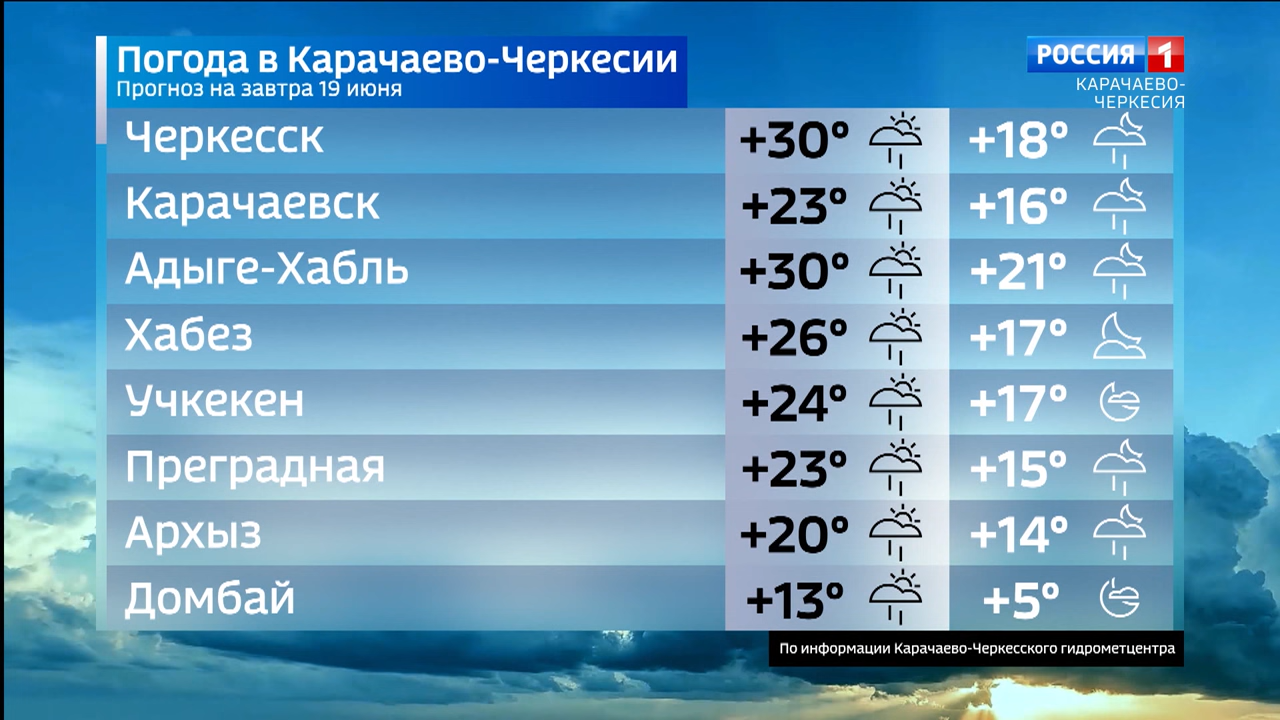 Погода в Карачаево-Черкесии
Прогноз на завтра 19 июня
РОССИЯ 1
КАРАЧАЕВО-
ЧЕРКЕСИЯ
Черкесск +30° +18°
Карачаевск +23° +16°
Адыге-Хабль +30° +21°
Хабез +26° +17°
Учкекен +24° +17°
Преградная +23° +15°
Архыз +20° +14°
Домбай +13° +5°
По информации Карачаево-Черкесского гидрометцентра